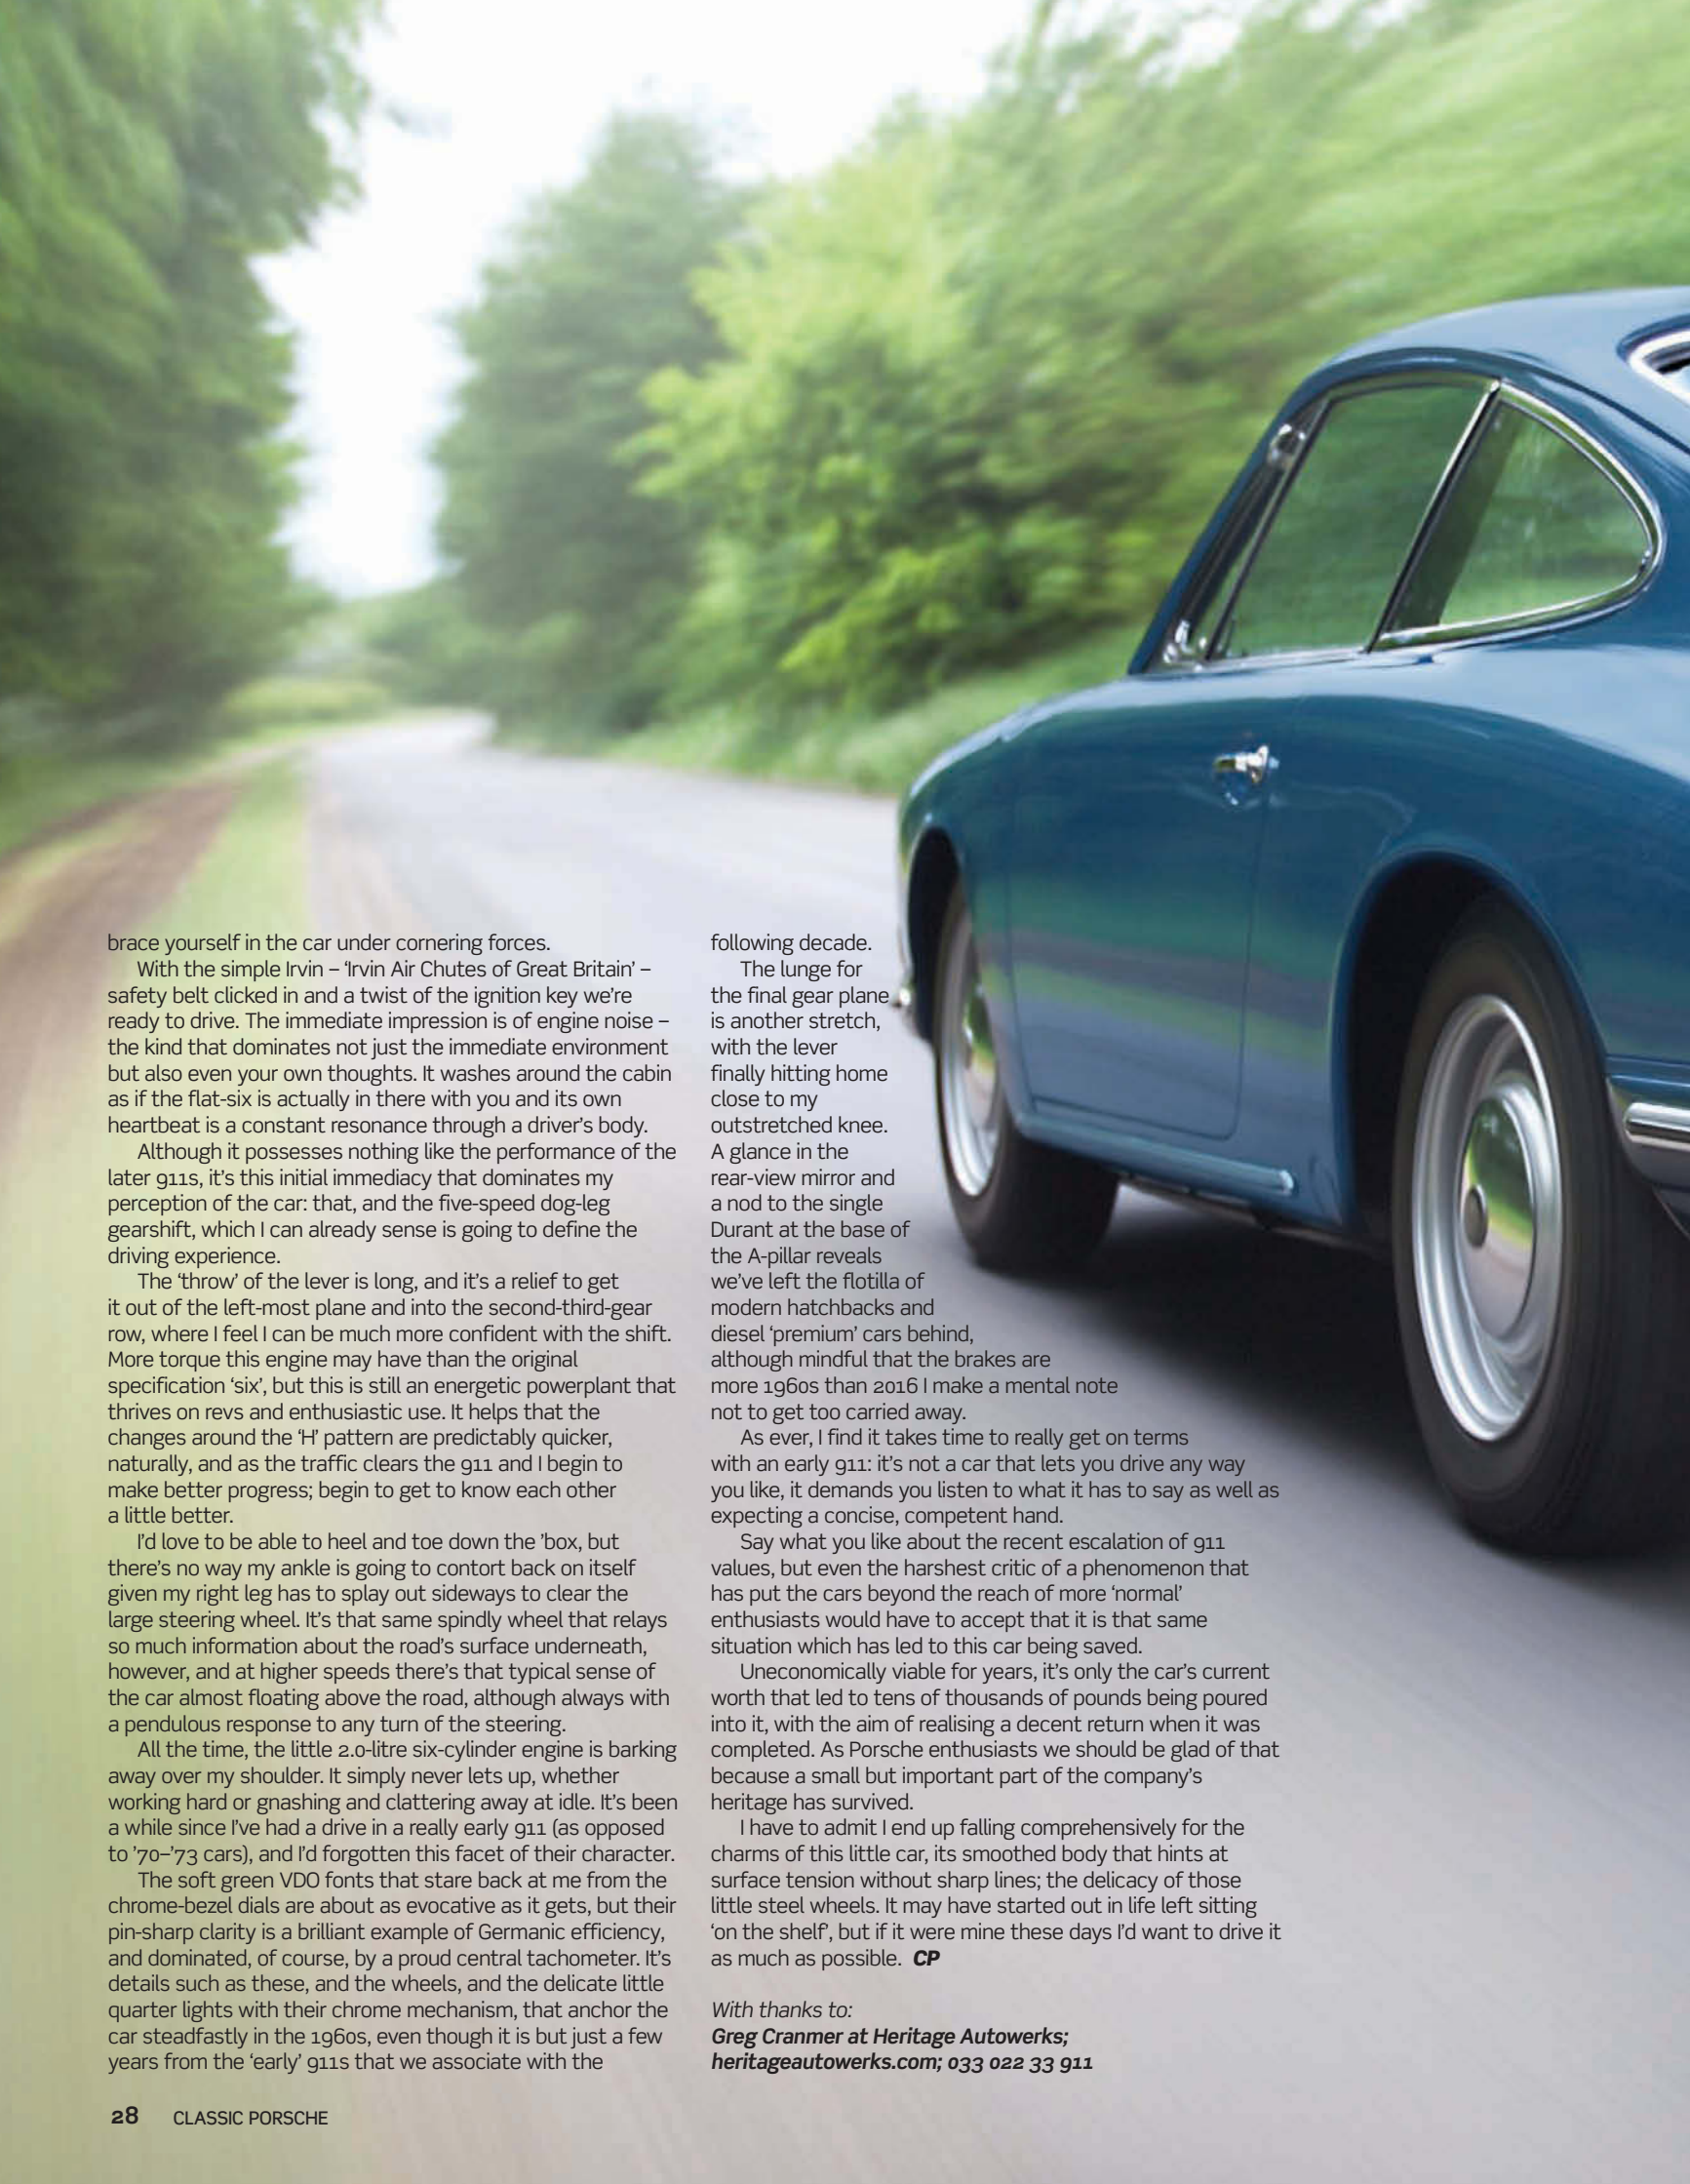 brace yourself in the car under cornering forces.
With the simple Irvin – ‘Irvin Air Chutes of Great Britain’ –
safety belt clicked in and a twist of the ignition key we’re
ready to drive. The immediate impression is of engine noise –
the kind that dominates not just the immediate environment
but also even your own thoughts. It washes around the cabin
as if the flat-six is actually in there with you and its own
heartbeat is a constant resonance through a driver’s body.
Although it possesses nothing like the performance of the
later 911s, it’s this initial immediacy that dominates my
perception of the car: that, and the five-speed dog-leg
gearshift, which I can already sense is going to define the
driving experience.
The ‘throw’ of the lever is long, and it’s a relief to get
it out of the left-most plane and into the second-third-gear
row, where I feel I can be much more confident with the shift.
More torque this engine may have than the original
specification ‘six’, but this is still an energetic powerplant that
thrives on revs and enthusiastic use. It helps that the
changes around the ‘H’ pattern are predictably quicker,
naturally, and as the traffic clears the 911 and I begin to
make better progress; begin to get to know each other
a little better.
I’d love to be able to heel and toe down the ’box, but
there’s no way my ankle is going to contort back on itself
given my right leg has to splay out sideways to clear the
large steering wheel. It’s that same spindly wheel that relays
so much information about the road’s surface underneath,
however, and at higher speeds there’s that typical sense of
the car almost floating above the road, although always with
a pendulous response to any turn of the steering.
All the time, the little 2.0-litre six-cylinder engine is barking
away over my shoulder. It simply never lets up, whether
working hard or gnashing and clattering away at idle. It’s been
a while since I’ve had a drive in a really early 911 (as opposed
to ’70–’73 cars), and I’d forgotten this facet of their character.
The soft green VDO fonts that stare back at me from the
chrome-bezel dials are about as evocative as it gets, but their
pin-sharp clarity is a brilliant example of Germanic efficiency,
and dominated, of course, by a proud central tachometer. It’s
details such as these, and the wheels, and the delicate little
quarter lights with their chrome mechanism, that anchor the
car steadfastly in the 1960s, even though it is but just a few
years from the ‘early’ 911s that we associate with the
following decade.
The lunge for
the final gear plane
is another stretch,
with the lever
finally hitting home
close to my
outstretched knee.
A glance in the
rear-view mirror and
a nod to the single
Durant at the base of
the A-pillar reveals
we’ve left the flotilla of
modern hatchbacks and
diesel ‘premium’ cars behind,
although mindful that the brakes are
more 1960s than 2016 I make a mental note
not to get too carried away.
As ever, I find it takes time to really get on terms
with an early 911: it’s not a car that lets you drive any way
you like, it demands you listen to what it has to say as well as
expecting a concise, competent hand.
Say what you like about the recent escalation of 911
values, but even the harshest critic of a phenomenon that
has put the cars beyond the reach of more ‘normal’
enthusiasts would have to accept that it is that same
situation which has led to this car being saved.
Uneconomically viable for years, it’s only the car’s current
worth that led to tens of thousands of pounds being poured
into it, with the aim of realising a decent return when it was
completed. As Porsche enthusiasts we should be glad of that
because a small but important part of the company’s
heritage has survived.
I have to admit I end up falling comprehensively for the
charms of this little car, its smoothed body that hints at
surface tension without sharp lines; the delicacy of those
little steel wheels. It may have started out in life left sitting
‘on the shelf’, but if it were mine these days I’d want to drive it
as much as possible. CP
With thanks to:
Greg Cranmer at Heritage Autowerks;
heritageautowerks.com; 033 022 33 911
28 CLASSIC PORSCHE